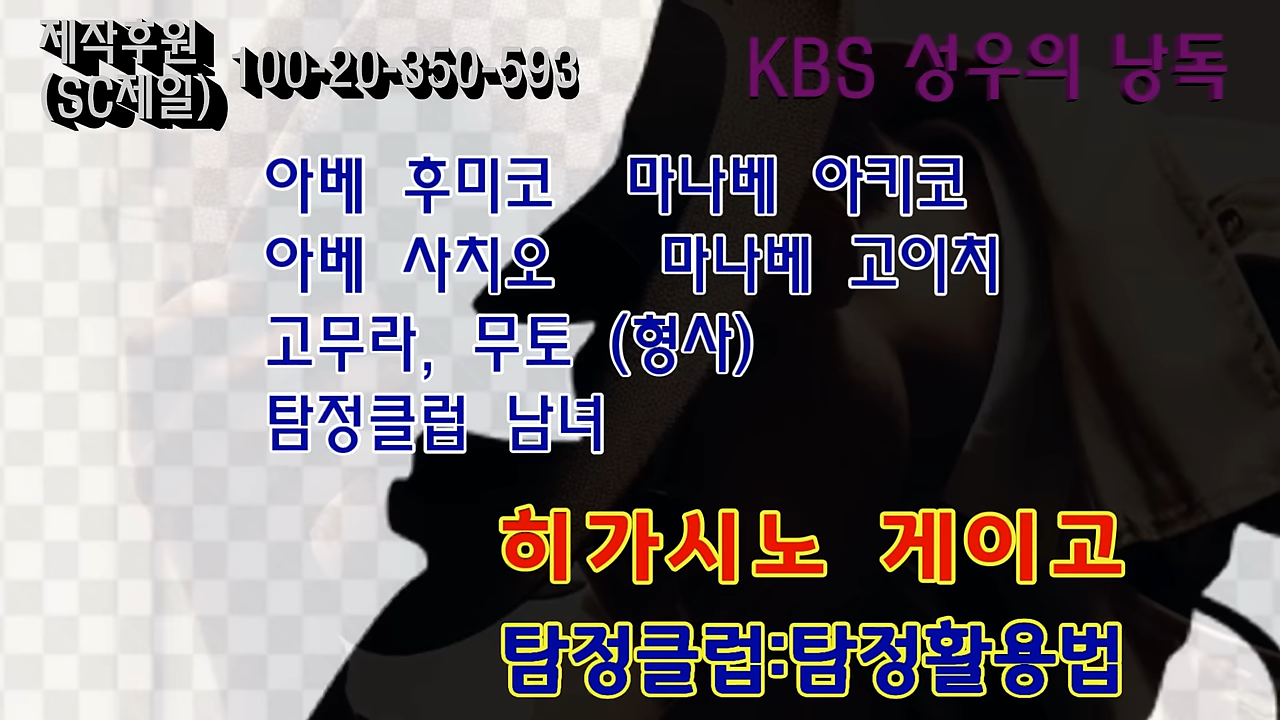 제작후원
(SC제일) 100-20-350-593
KBS 성우의 낭독
아베 후미코 마나베 아키코
아베 사치오 마나베 고이치
고무라, 무토 (형사)
탐정클럽 남녀
히가시노 게이고
탐정클럽:탐정활용법